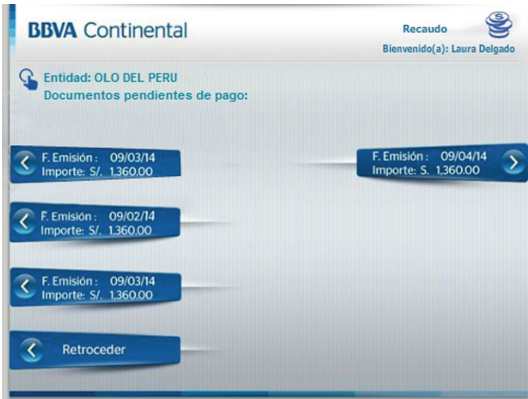 BBVA Continental
Recaudo
Bienvenido(a): Laura Delgado
Entidad: OLO DEL PERU
Documentos pendientes de pago:
F. Emisión : 09/03/14
Importe: S/. 1,360.00
F. Emisión : 09/04/14
Importe: S. 1,360.00
F. Emisión : 09/02/14
Importe: S/. 1,360.00
F. Emisión : 09/03/14
Importe: S/. 1,360.00
Retroceder